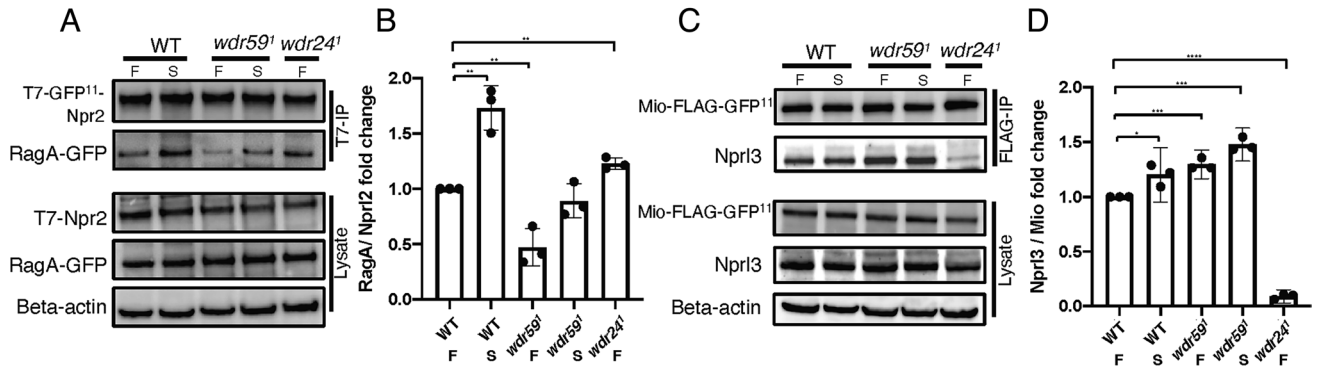 A
WT wdr59¹ wdr24¹
F S F S F
T7-GFP¹¹-
Npr2
RagA-GFP
T7-IP
T7-Npr2
RagA-GFP
Beta-actin
Lysate
B
** ** **
RagA/ Nprl2 fold change
2.0
1.5
1.0
0.5
0.0
WT WT wdr59¹ wdr59¹ wdr24¹
F S F S F
C
WT wdr59¹ wdr24¹
F S F S F
Mio-FLAG-GFP¹¹
Nprl3
FLAG-IP
Mio-FLAG-GFP¹¹
Nprl3
Beta-actin
Lysate
D
****
***
***
*
Nprl3 / Mio fold change
2.0
1.5
1.0
0.5
0.0
WT WT wdr59¹ wdr59¹ wdr24¹
F S F S F